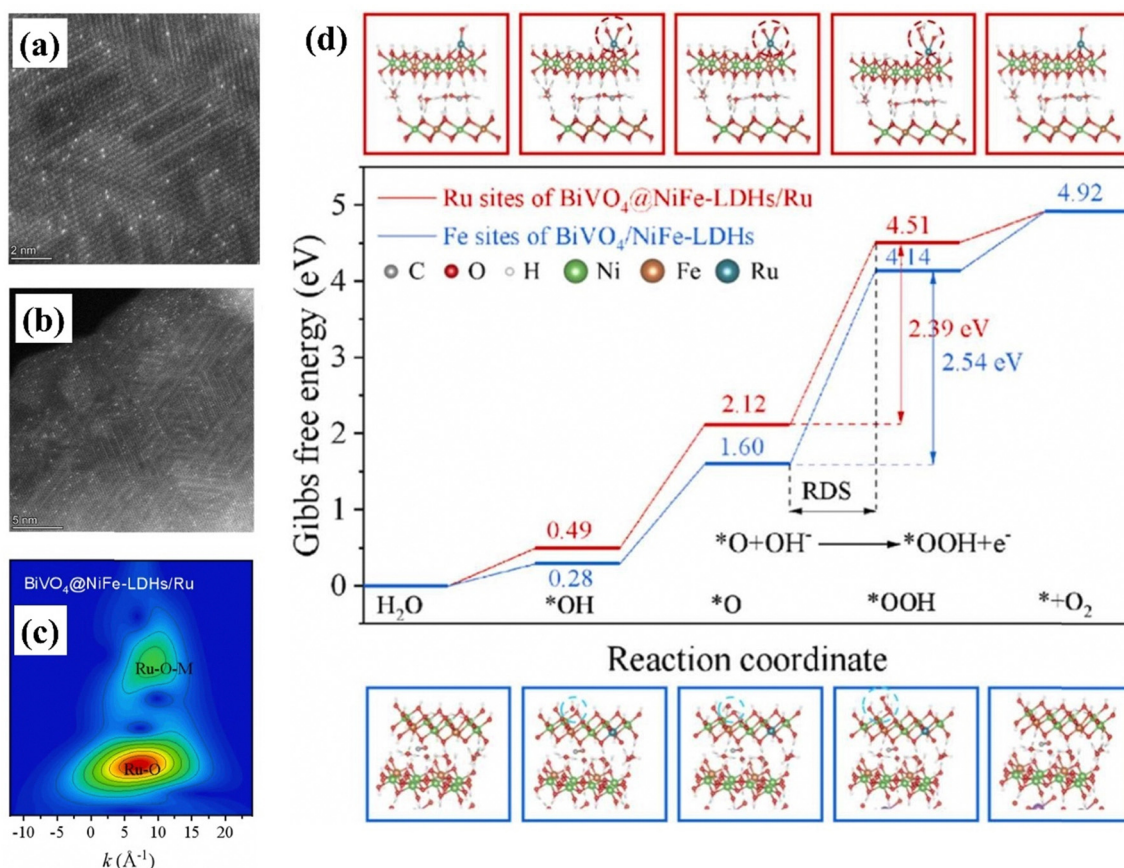 (a)
2 nm
(b)
5 nm
BiVO₄@NiFe-LDHs/Ru
(c)
Ru-O-M
Ru-O
-10 -5 0 5 10 15 20
k (Å⁻¹)
(d)
Gibbs free energy (eV)
5
4
3
2
1
0
Ru sites of BiVO₄@NiFe-LDHs/Ru
Fe sites of BiVO₄/NiFe-LDHs
C O H Ni Fe Ru
4.92
4.51
4.14
2.39 eV
2.54 eV
2.12
1.60
RDS
0.49
*O+OH⁻ *OOH+e⁻
0.28
H₂O *OH *O *OOH *+O₂
Reaction coordinate